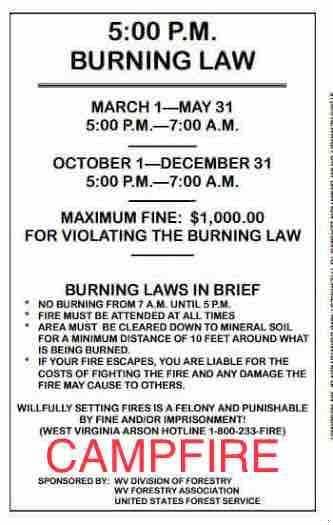 5:00 P.M.
BURNING LAW
MARCH 1—MAY 31
5:00 P.M.—7:00 A.M.
OCTOBER 1—DECEMBER 31
5:00 P.M.—7:00 A.M.
MAXIMUM FINE: $1,000.00
FOR VIOLATING THE BURNING LAW
BURNING LAWS IN BRIEF
* NO BURNING FROM 7 A.M. UNTIL 5 P.M.
* FIRE MUST BE ATTENDED AT ALL TIMES
* AREA MUST BE CLEARED DOWN TO MINERAL SOIL
FOR A MINIMUM DISTANCE OF 10 FEET AROUND WHAT
IS BEING BURNED.
* IF YOUR FIRE ESCAPES, YOU ARE LIABLE FOR THE
COSTS OF FIGHTING THE FIRE AND ANY DAMAGE THE
FIRE MAY CAUSE TO OTHERS.
WILLFULLY SETTING FIRES IS A FELONY AND PUNISHABLE
BY FINE AND/OR IMPRISONMENT!
(WEST VIRGINIA ARSON HOTLINE 1-800-233-FIRE)
CAMPFIRE
SPONSORED BY: WV DIVISION OF FORESTRY
WV FORESTRY ASSOCIATION
UNITED STATES FOREST SERVICE